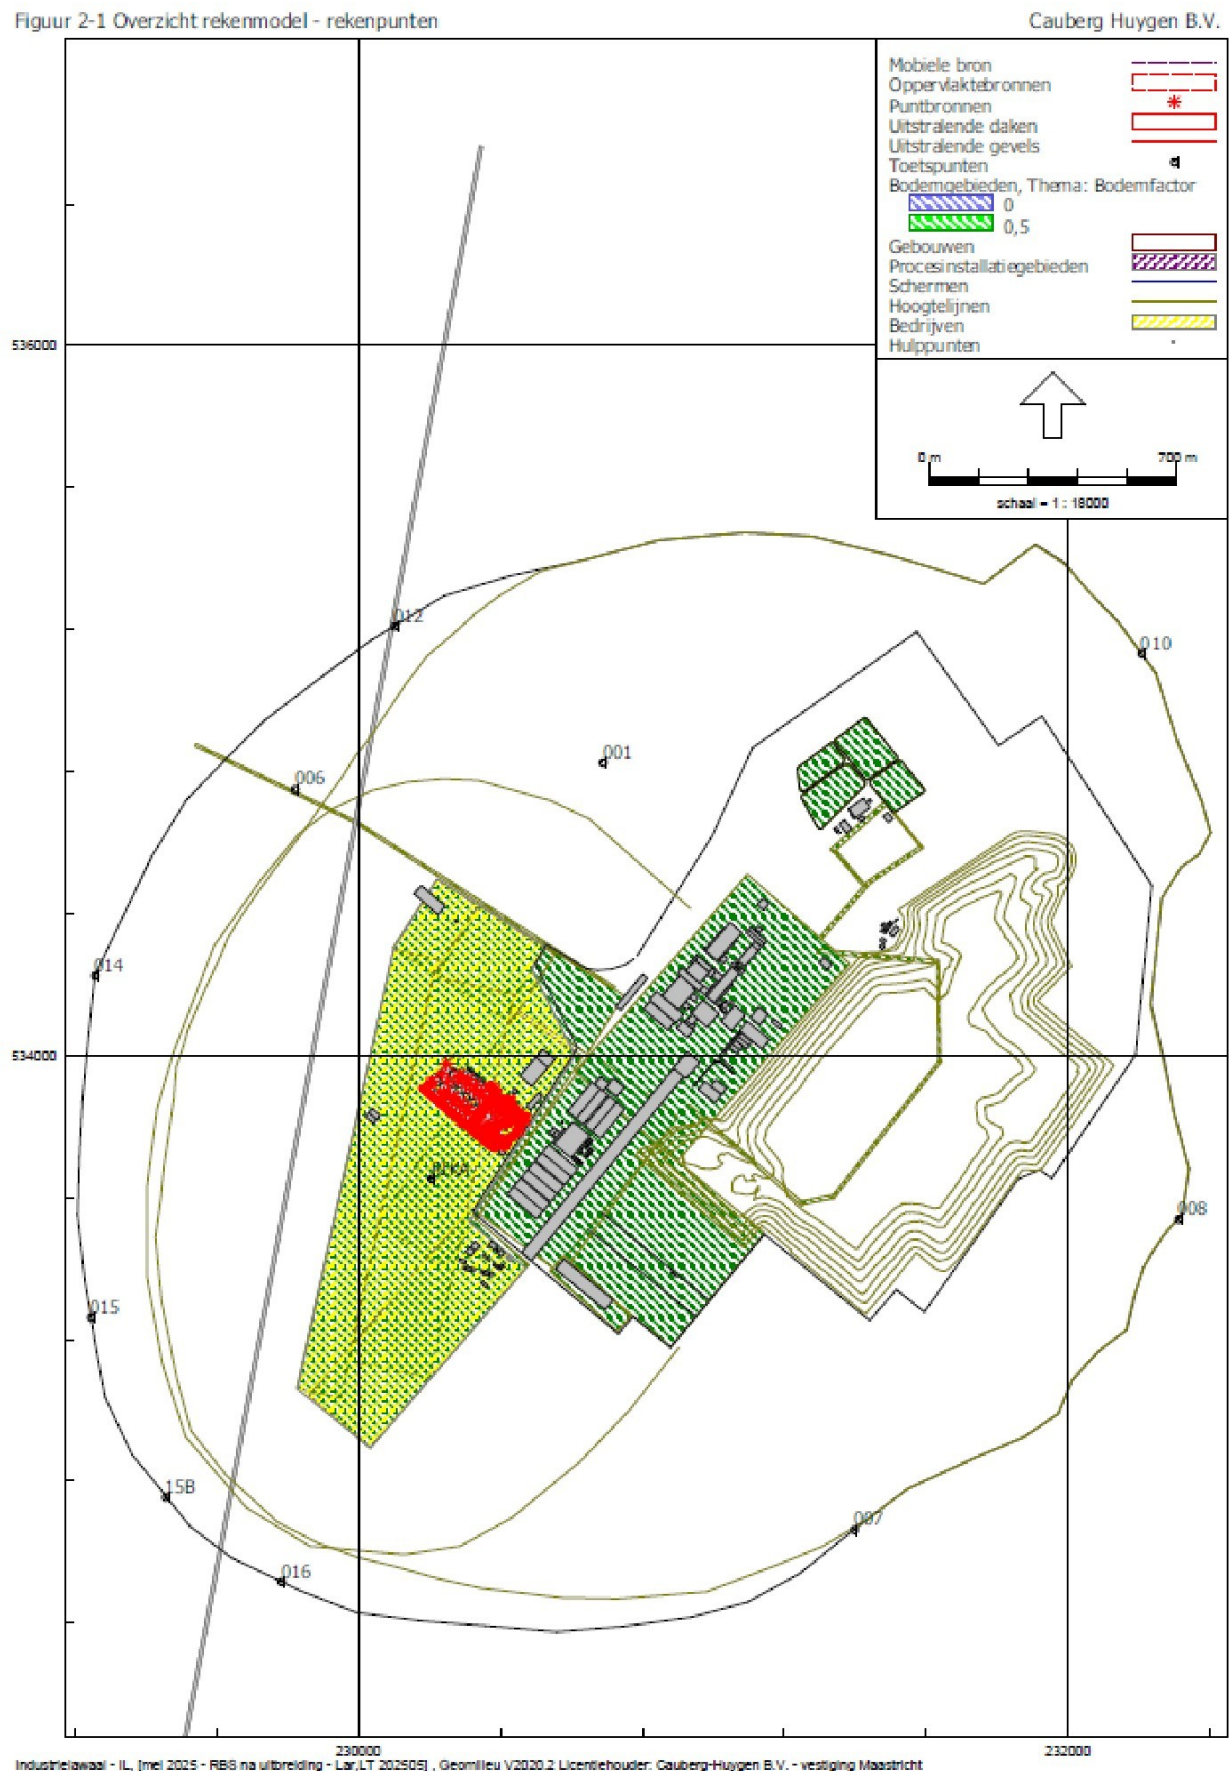 Figuur 2-1 Overzicht rekenmodel - rekenpunten
Cauberg Huygen B.V.
Mobiele bron
Oppervlaktebronnen
Puntbronnen
Uitstralende daken
Uitstralende gevels
Toetspunten
Bodemgebieden, Thema: Bodemfactor
0
0,5
Gebouwen
Procesinstallatiegebieden
Schermen
Hoogtelijnen
Bedrijven
Hulppunten
536000
0 m
700 m
schaal = 1 : 18000
012
010
001
006
014
534000
008
015
15B
007
016
230000
232000
Industrielawaai - IL, [mei 2025 - RBS na uitbreiding - Lar,LT 202505] , Geomilieu V2020.2 Licentiehouder: Cauberg-Huygen B.V. - vestiging Maastricht